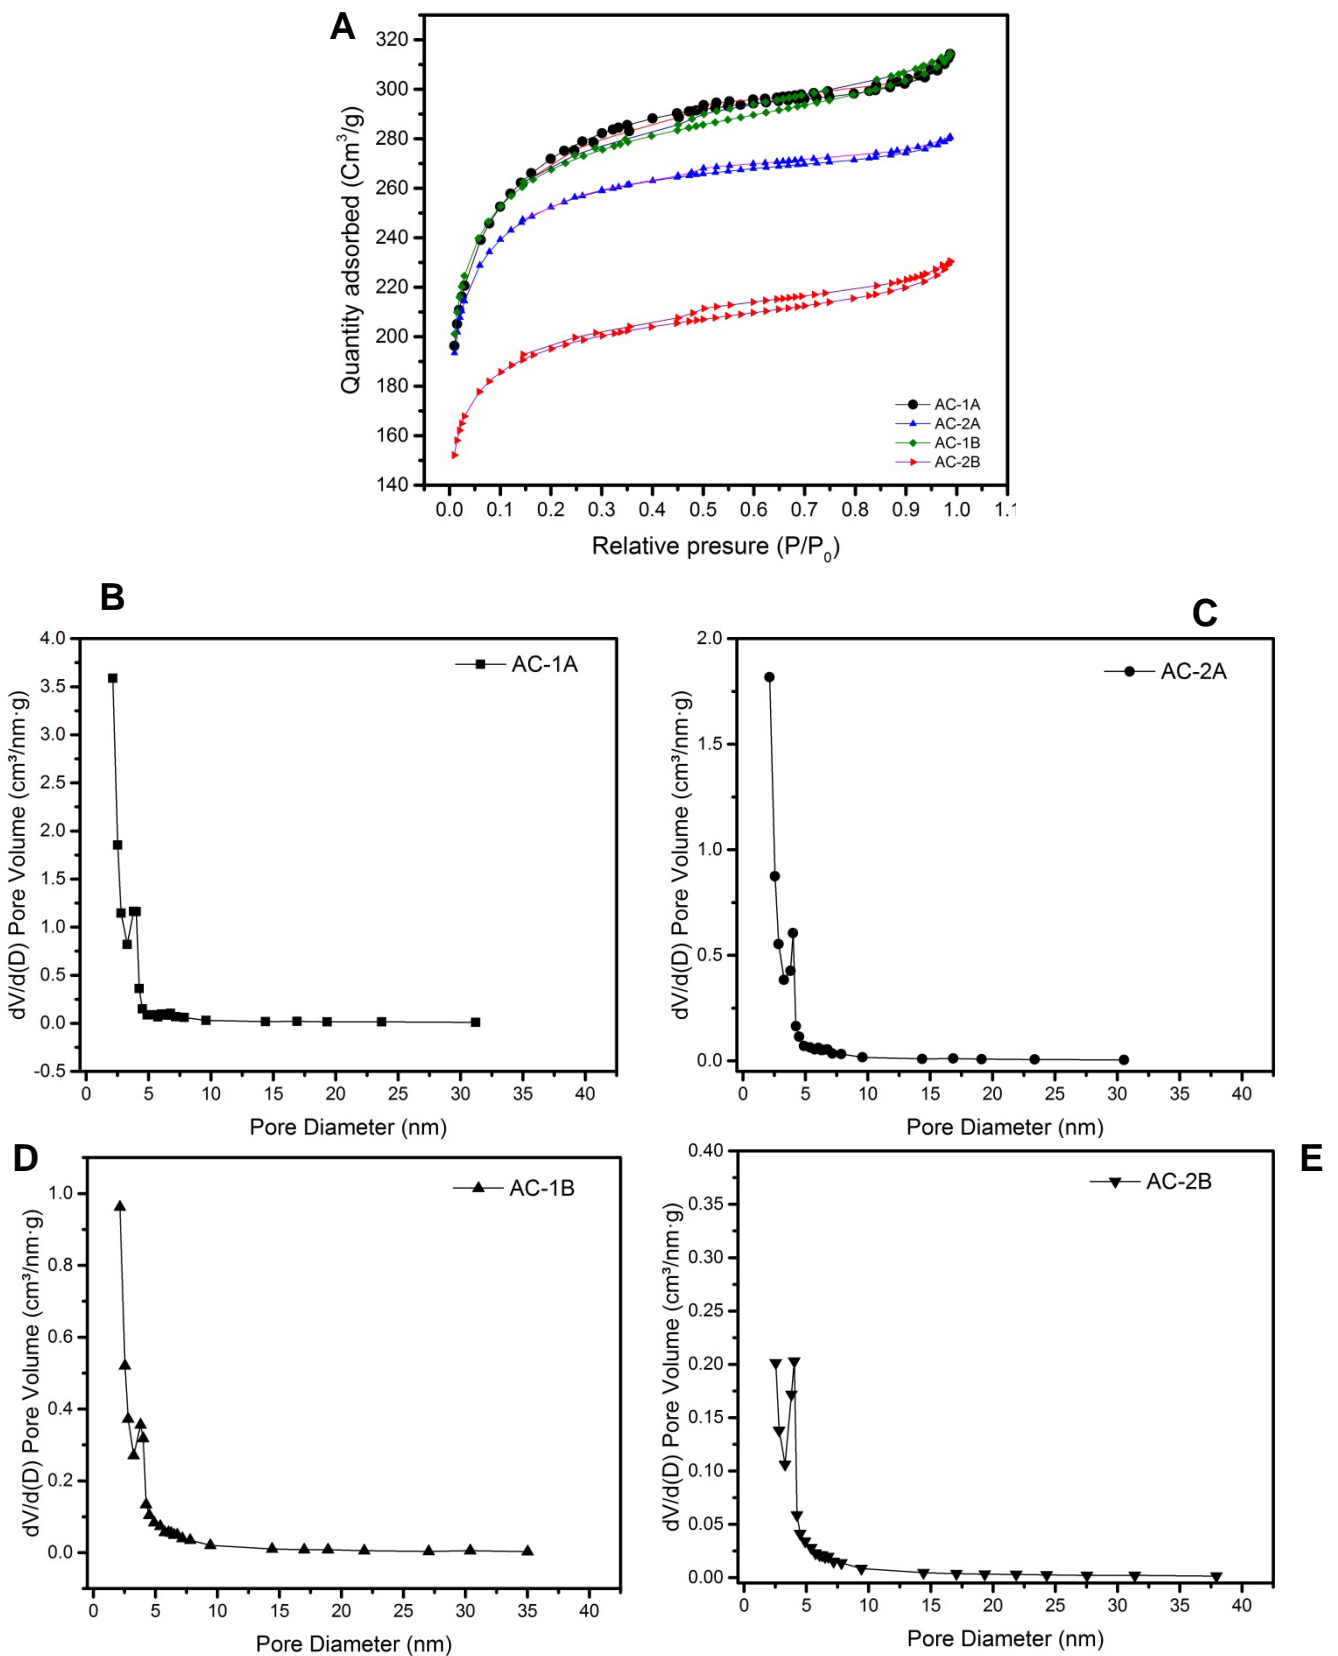 A
Quantity adsorbed (Cm³/g)
320
300
280
260
240
220
200
180
160
140
AC-1A
AC-2A
AC-1B
AC-2B
0.0 0.1 0.2 0.3 0.4 0.5 0.6 0.7 0.8 0.9 1.0 1.1
Relative presure (P/P₀)
B
dV/d(D) Pore Volume (cm³/nm·g)
4.0
3.5
3.0
2.5
2.0
1.5
1.0
0.5
0.0
-0.5
AC-1A
0 5 10 15 20 25 30 35 40
Pore Diameter (nm)
C
dV/d(D) Pore Volume (cm³/nm·g)
2.0
1.5
1.0
0.5
0.0
AC-2A
0 5 10 15 20 25 30 35 40
Pore Diameter (nm)
D
dV/d(D) Pore Volume (cm³/nm·g)
1.0
0.8
0.6
0.4
0.2
0.0
AC-1B
0 5 10 15 20 25 30 35 40
Pore Diameter (nm)
E
dV/d(D) Pore Volume (cm³/nm·g)
0.40
0.35
0.30
0.25
0.20
0.15
0.10
0.05
0.00
AC-2B
0 5 10 15 20 25 30 35 40
Pore Diameter (nm)